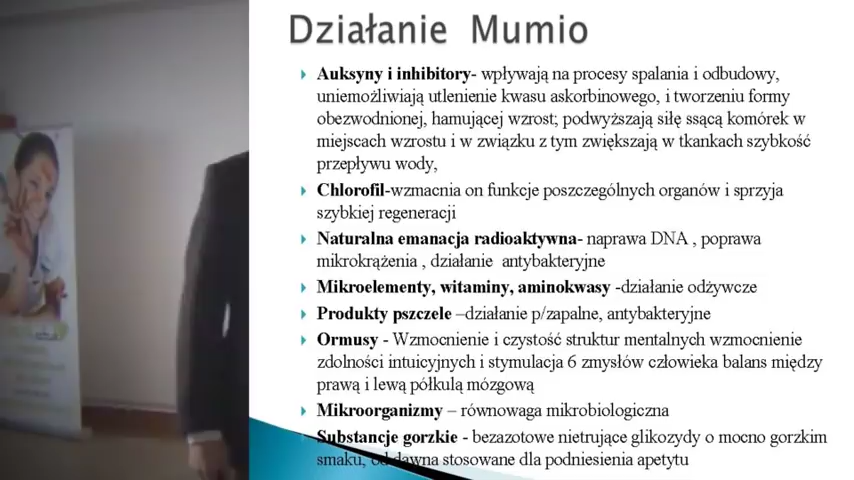 Działanie Mumio
Auksyny i inhibitory- wpływają na procesy spalania i odbudowy,
uniemożliwiają utlenienie kwasu askorbinowego, i tworzeniu formy
obezwodnionej, hamującej wzrost; podwyższają siłę ssącą komórek w
miejscach wzrostu i w związku z tym zwiększają w tkankach szybkość
przepływu wody,
Chlorofil-wzmacnia on funkcje poszczególnych organów i sprzyja
szybkiej regeneracji
Naturalna emanacja radioaktywna- naprawa DNA , poprawa
mikrokrążenia , działanie antybakteryjne
Mikroelementy, witaminy, aminokwasy -działanie odżywcze
Produkty pszczele –działanie p/zapalne, antybakteryjne
Ormusy - Wzmocnienie i czystość struktur mentalnych wzmocnienie
zdolności intuicyjnych i stymulacja 6 zmysłów człowieka balans między
prawą i lewą półkulą mózgową
Mikroorganizmy – równowaga mikrobiologiczna
Substancje gorzkie - bezazotowe nietrujące glikozydy o mocno gorzkim
smaku, od dawna stosowane dla podniesienia apetytu